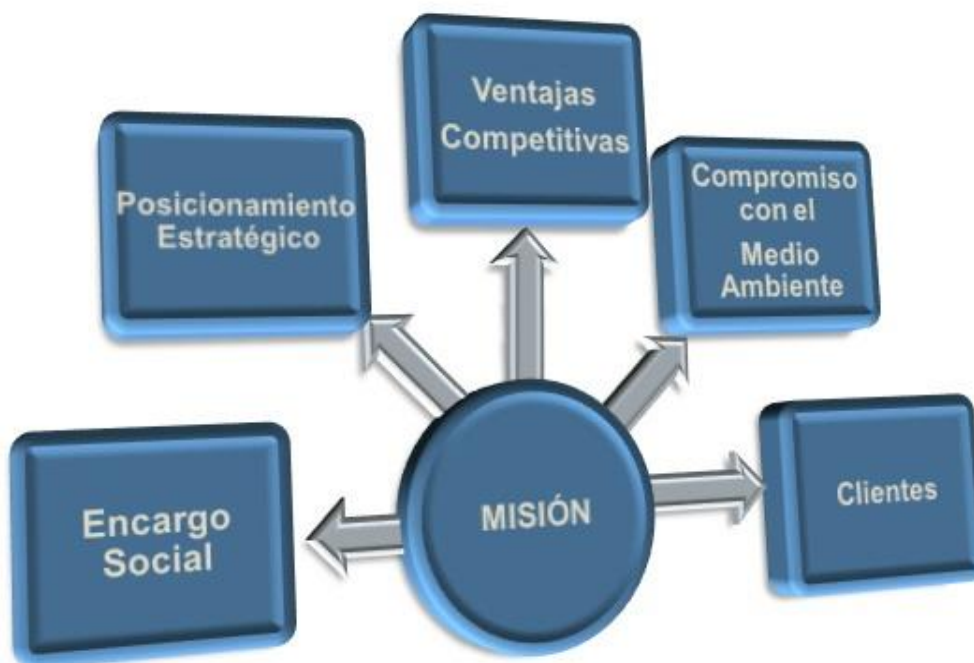 Ventajas
Competitivas
Posicionamiento
Estratégico
Compromiso
con el
Medio
Ambiente
Encargo
Social
MISIÓN
Clientes